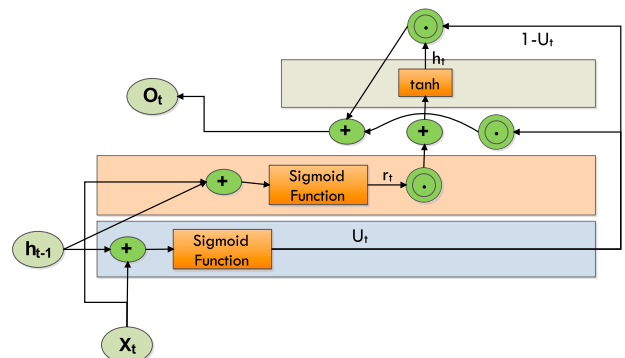 1-Uₜ
hₜ
tanh
Oₜ
+
+
Sigmoid
Function
rₜ
+
Sigmoid
Function
Uₜ
+
hₜ₋₁
Xₜ